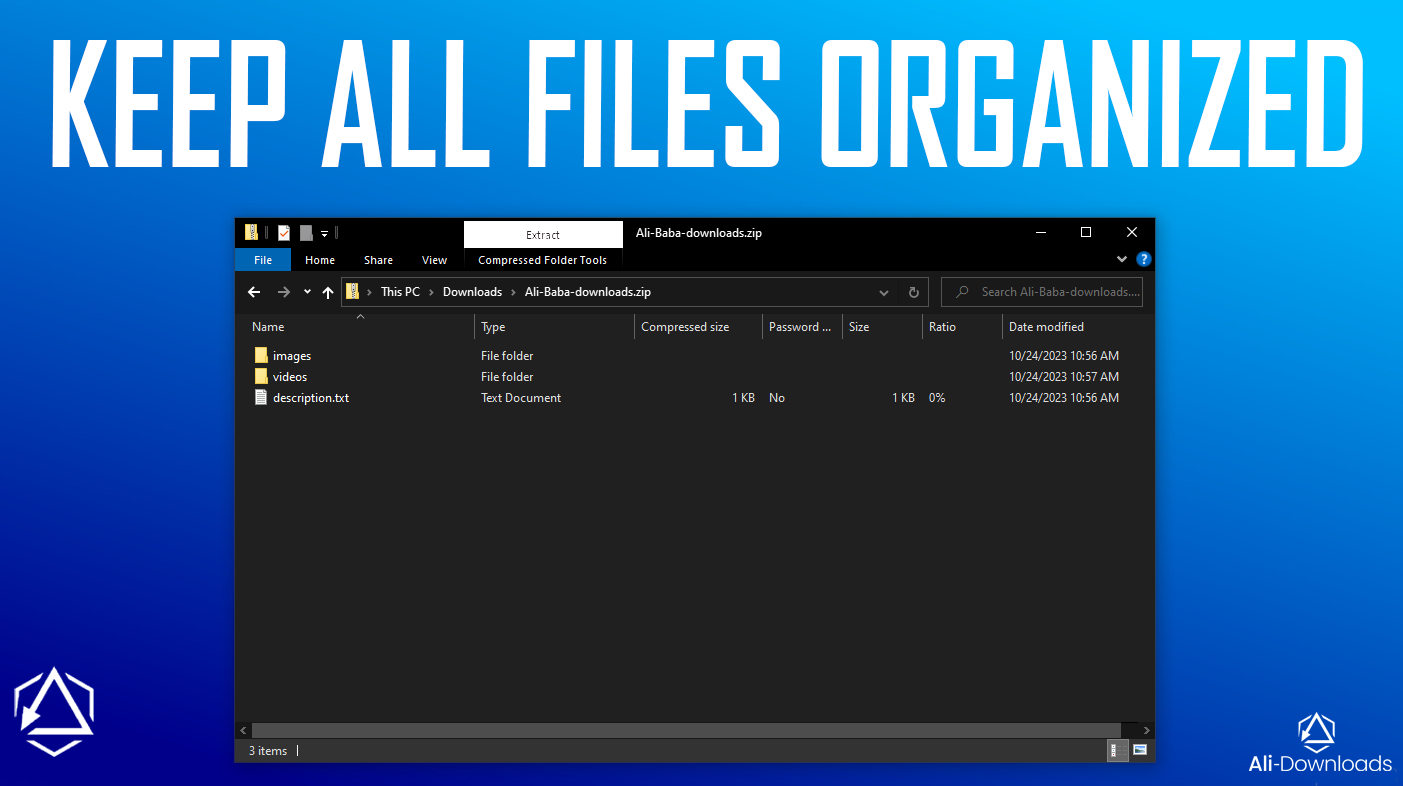 KEEP ALL FILES ORGANIZED
Extract Ali-Baba-downloads.zip
File Home Share View Compressed Folder Tools ?
This PC › Downloads › Ali-Baba-downloads.zip Search Ali-Baba-downloads....
Name Type Compressed size Password ... Size Ratio Date modified
images File folder 10/24/2023 10:56 AM
videos File folder 10/24/2023 10:57 AM
description.txt Text Document 1 KB No 1 KB 0% 10/24/2023 10:56 AM
3 items
Ali-Downloads